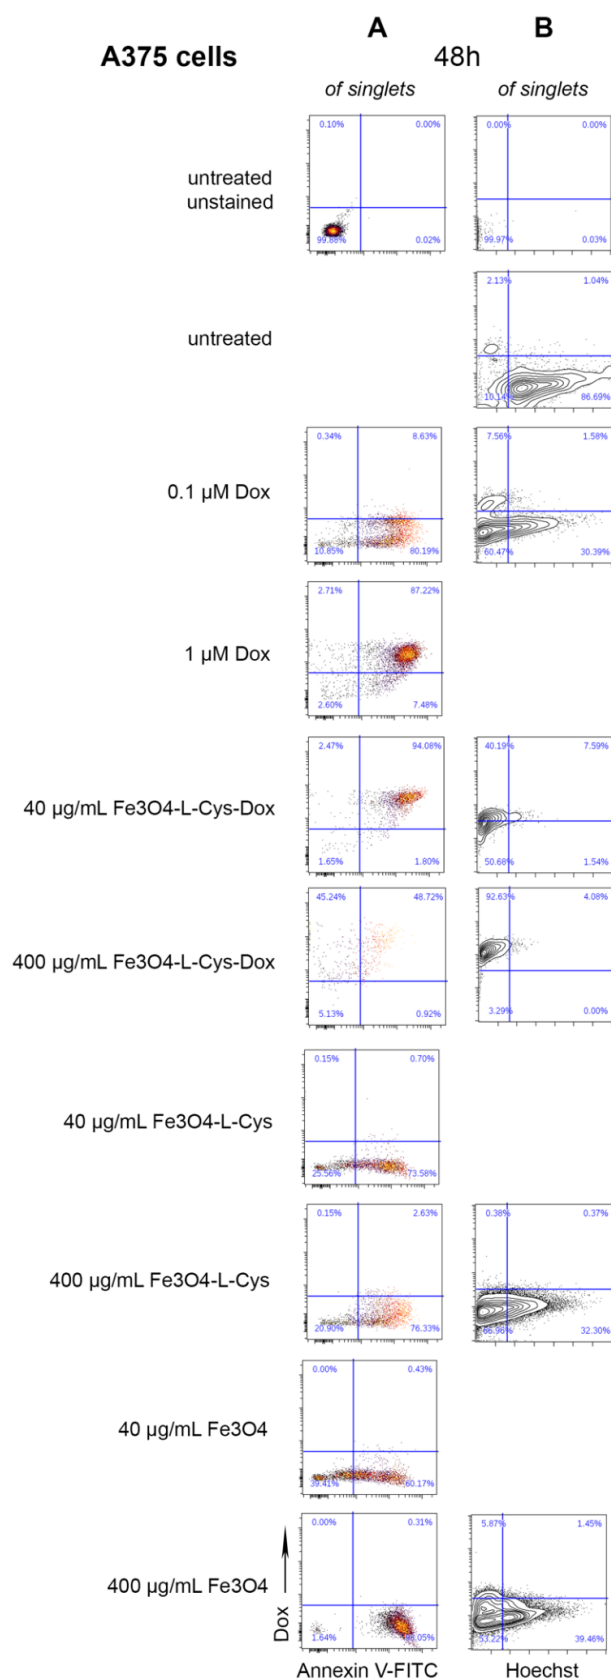 A B
A375 cells 48h
of singlets of singlets
0.10% 0.00% 0.00% 0.00%
untreated
unstained
99.88% 0.02% 99.97% 0.03%
2.13% 1.04%
untreated
10.14% 86.69%
0.34% 8.63% 7.56% 1.58%
0.1 µM Dox
10.85% 80.19% 60.47% 30.39%
2.71% 87.22%
1 µM Dox
2.60% 7.48%
2.47% 94.08% 40.19% 7.59%
40 µg/mL Fe3O4-L-Cys-Dox
1.65% 1.80% 50.68% 1.54%
45.24% 48.72% 92.63% 4.08%
400 µg/mL Fe3O4-L-Cys-Dox
5.13% 0.92% 3.29% 0.00%
0.15% 0.70%
40 µg/mL Fe3O4-L-Cys
25.56% 73.58%
0.15% 2.63% 0.38% 0.37%
400 µg/mL Fe3O4-L-Cys
20.90% 76.33% 66.96% 32.30%
0.00% 0.43%
40 µg/mL Fe3O4
39.41% 60.17%
0.00% 0.31% 5.87% 1.45%
400 µg/mL Fe3O4
Dox
1.64% 98.05% 53.22% 39.46%
Annexin V-FITC Hoechst